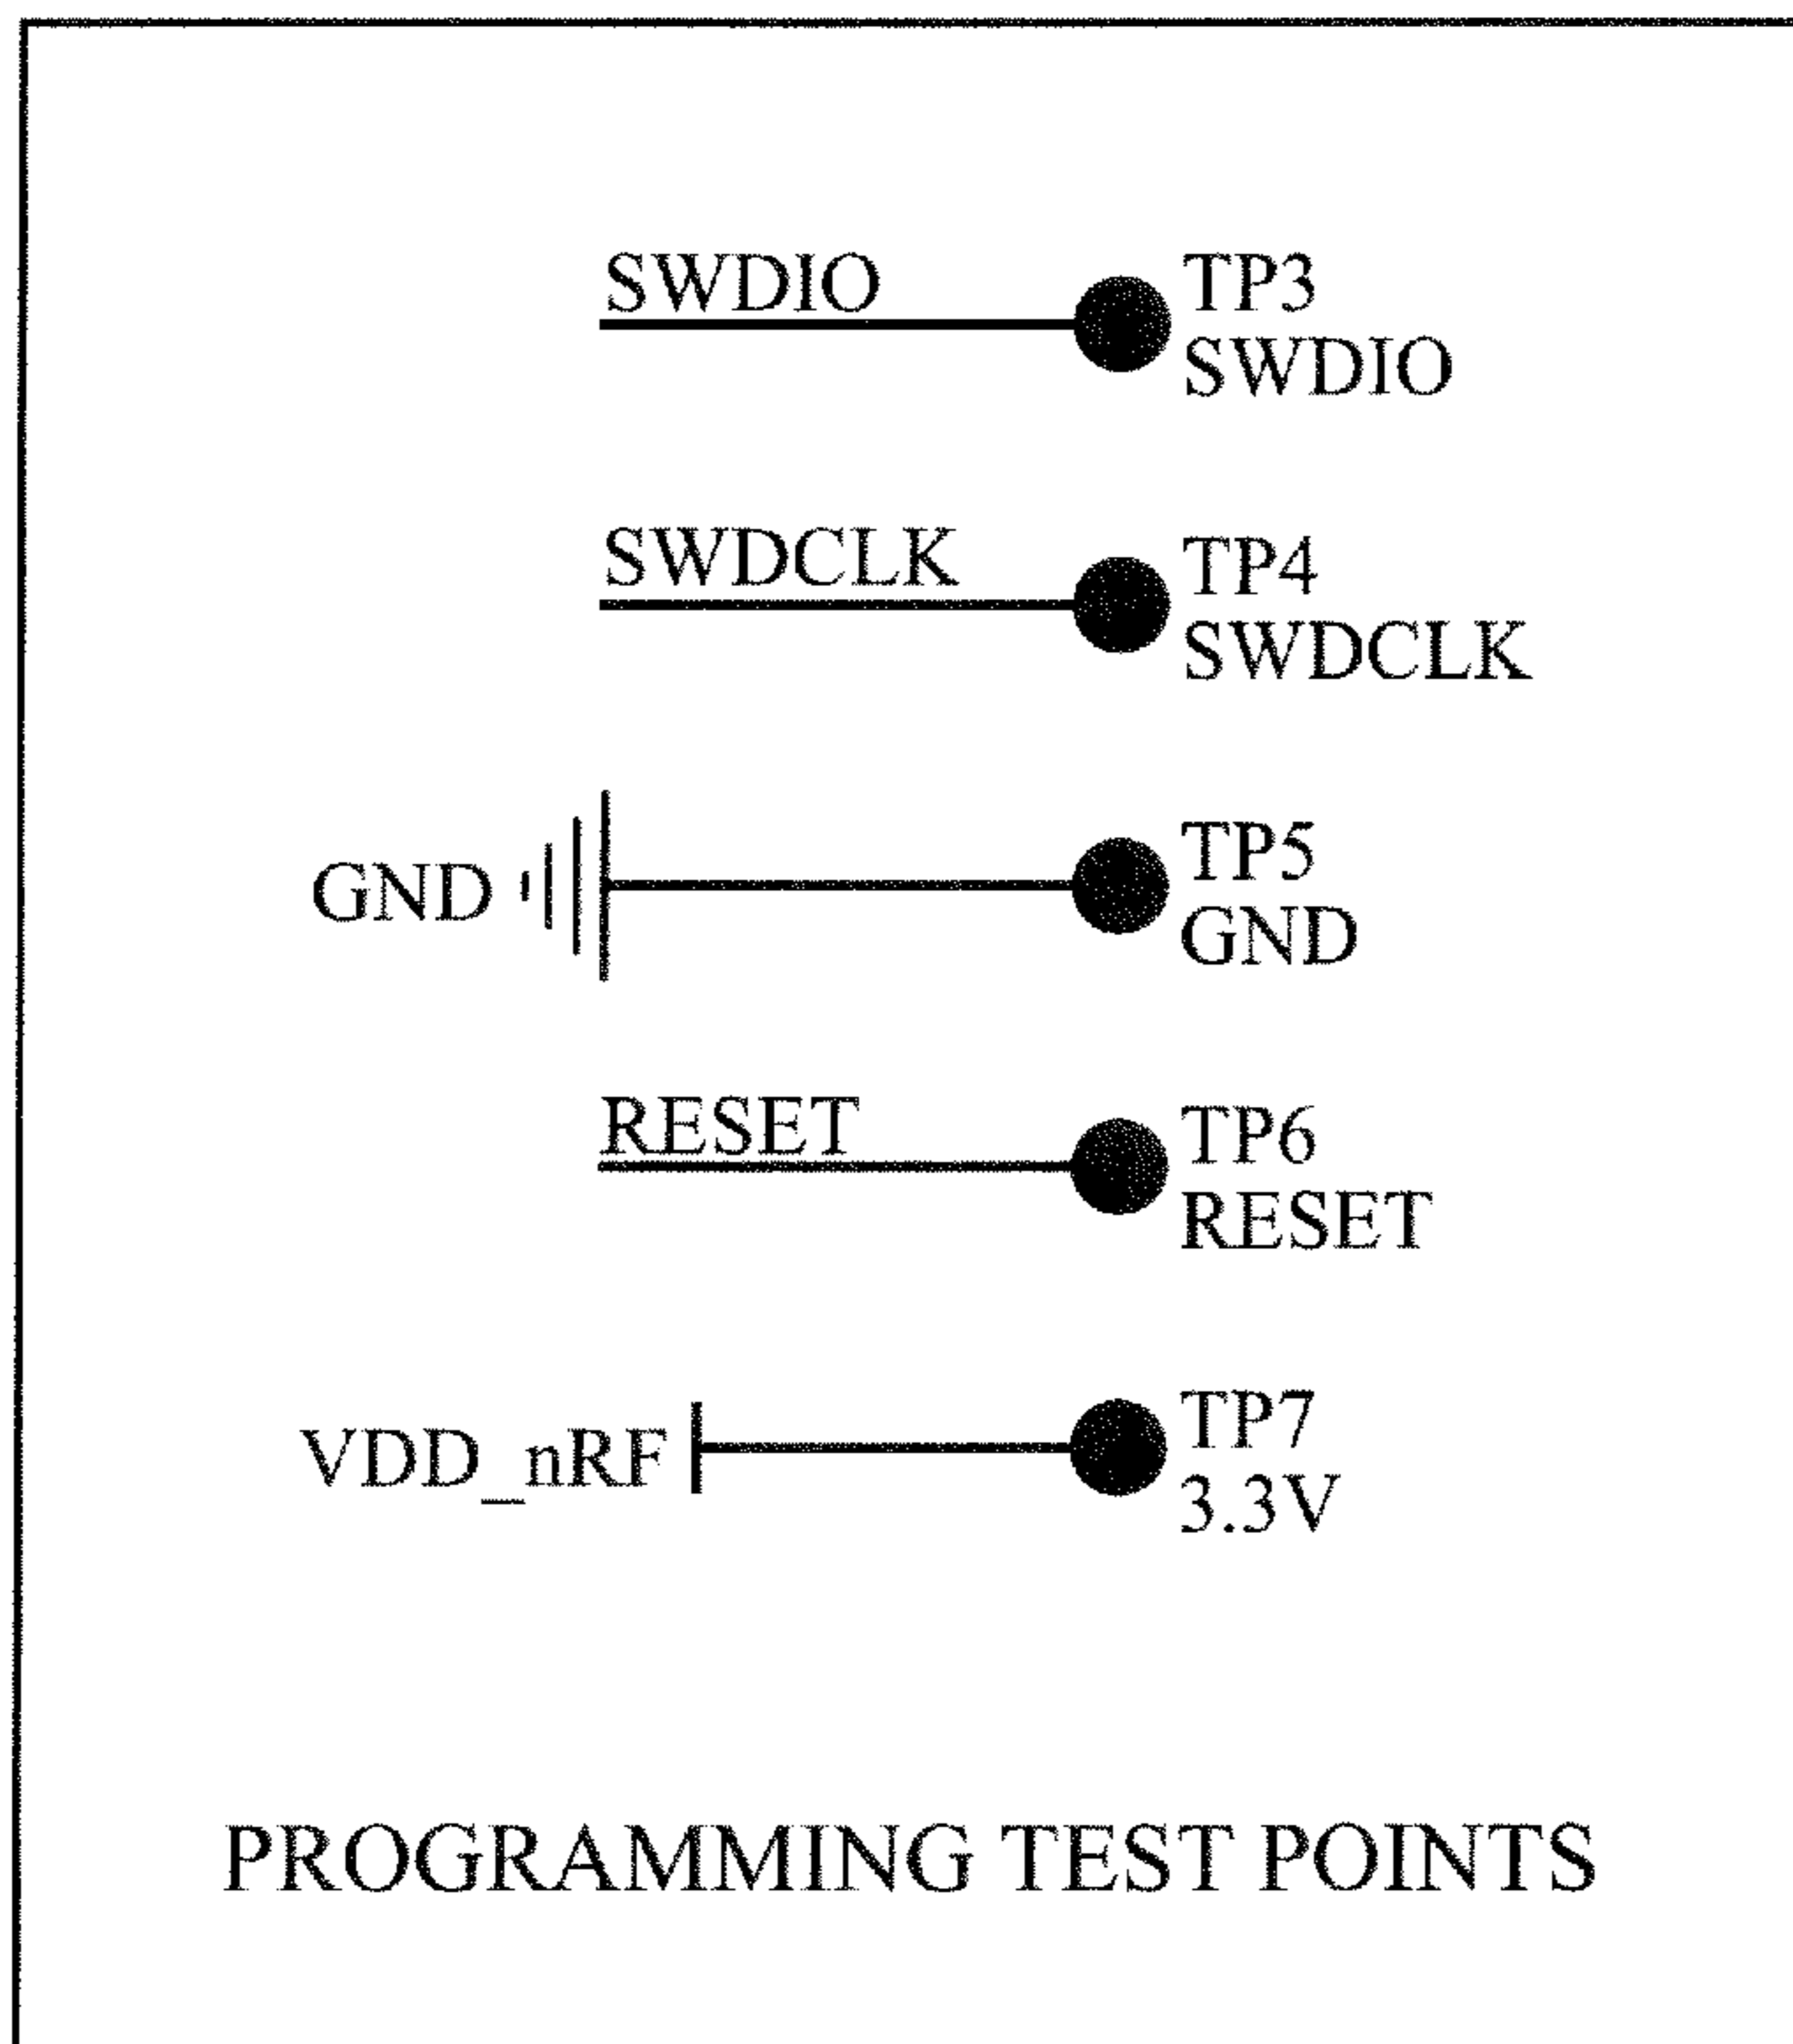 SWDIO
TP3
SWDIO
SWDCLK
TP4
SWDCLK
GND
TP5
GND
RESET
TP6
RESET
VDD_nRF
TP7
3.3V
PROGRAMMING TEST POINTS